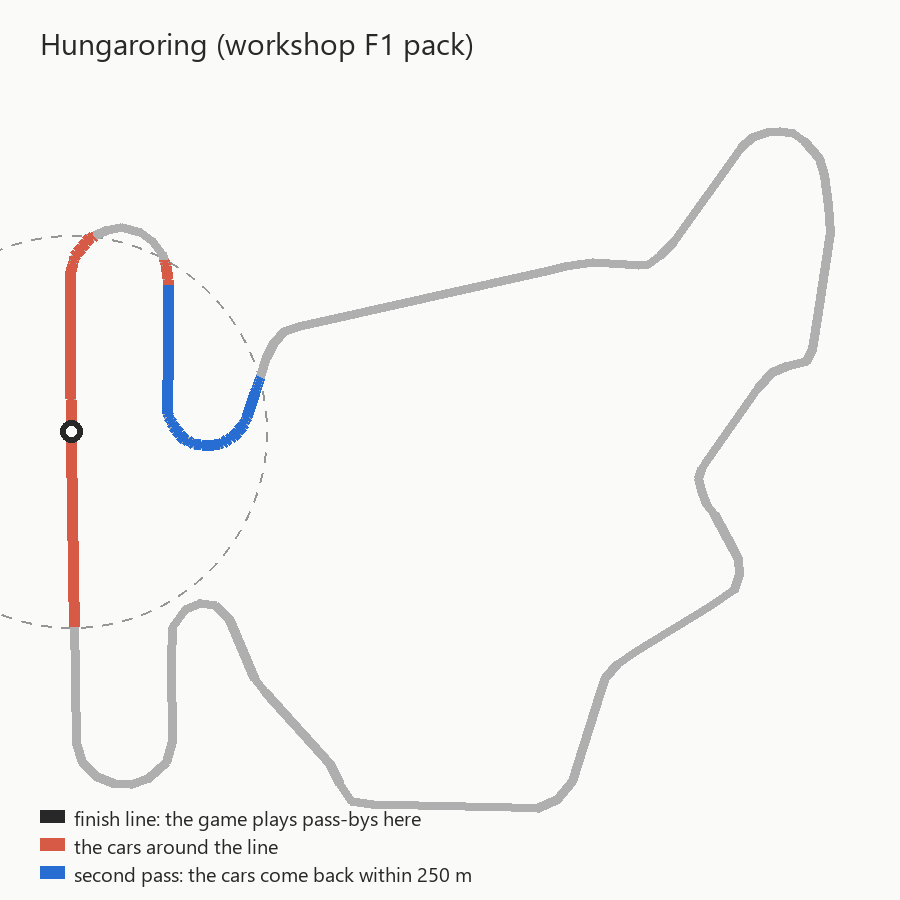 Hungaroring (workshop F1 pack)
finish line: the game plays pass-bys here
the cars around the line
second pass: the cars come back within 250 m